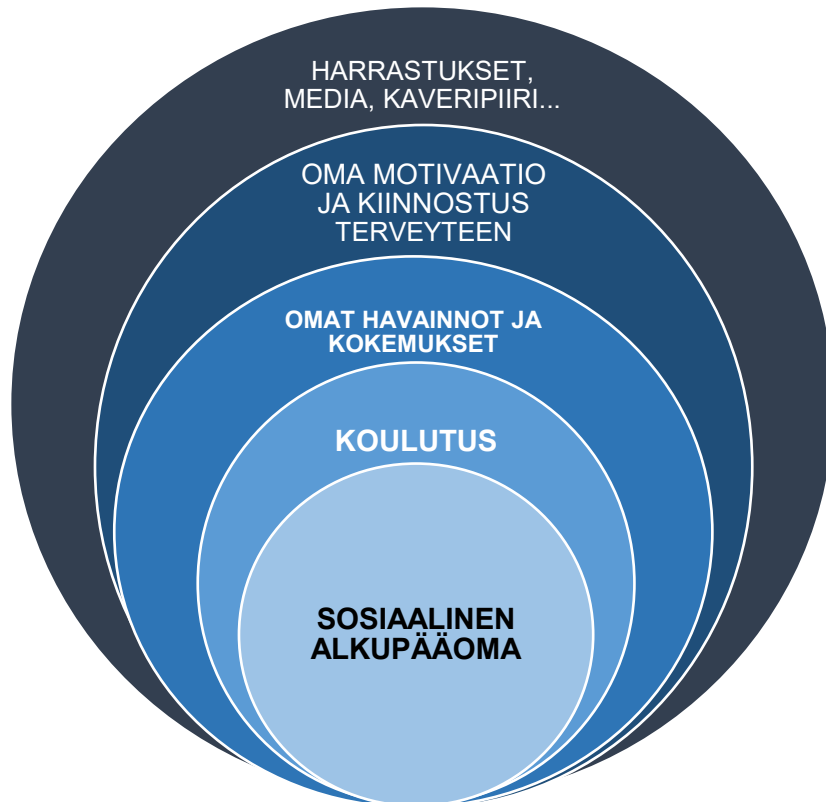 HARRASTUKSET,
MEDIA, KAVERIPIIRI...
OMA MOTIVAATIO
JA KIINNOSTUS
TERVEYTEEN
OMAT HAVAINNOT JA
KOKEMUKSET
KOULUTUS
SOSIAALINEN
ALKUPÄÄOMA